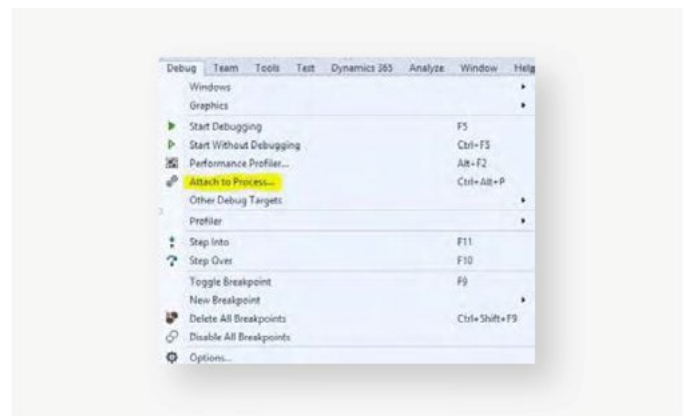 Debug Team Tools Test Dynamics 365 Analyze Window Help
Windows
Graphics
Start Debugging F5
Start Without Debugging Ctrl+F5
Performance Profiler... Alt+F2
Attach to Process... Ctrl+Alt+P
Other Debug Targets
Profiler
Step Into F11
Step Over F10
Toggle Breakpoint F9
New Breakpoint
Delete All Breakpoints Ctrl+Shift+F9
Disable All Breakpoints
Options...